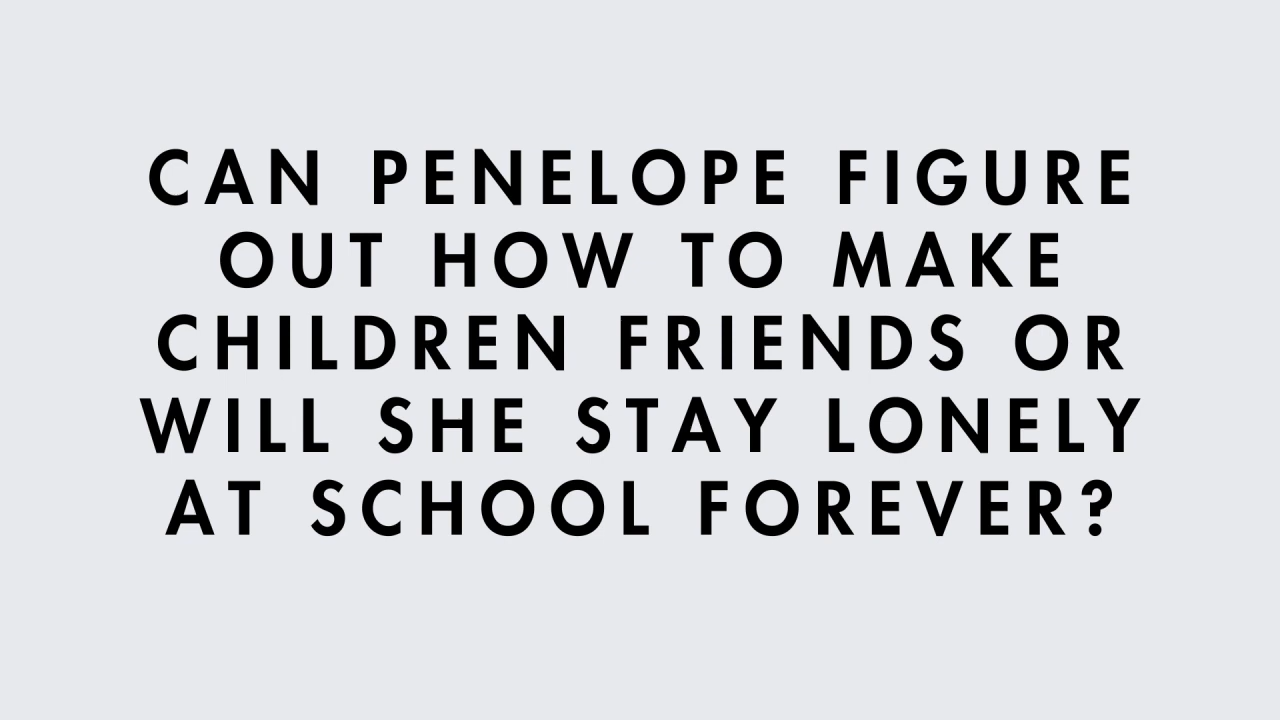 CAN PENELOPE FIGURE
OUT HOW TO MAKE
CHILDREN FRIENDS OR
WILL SHE STAY LONELY
AT SCHOOL FOREVER?